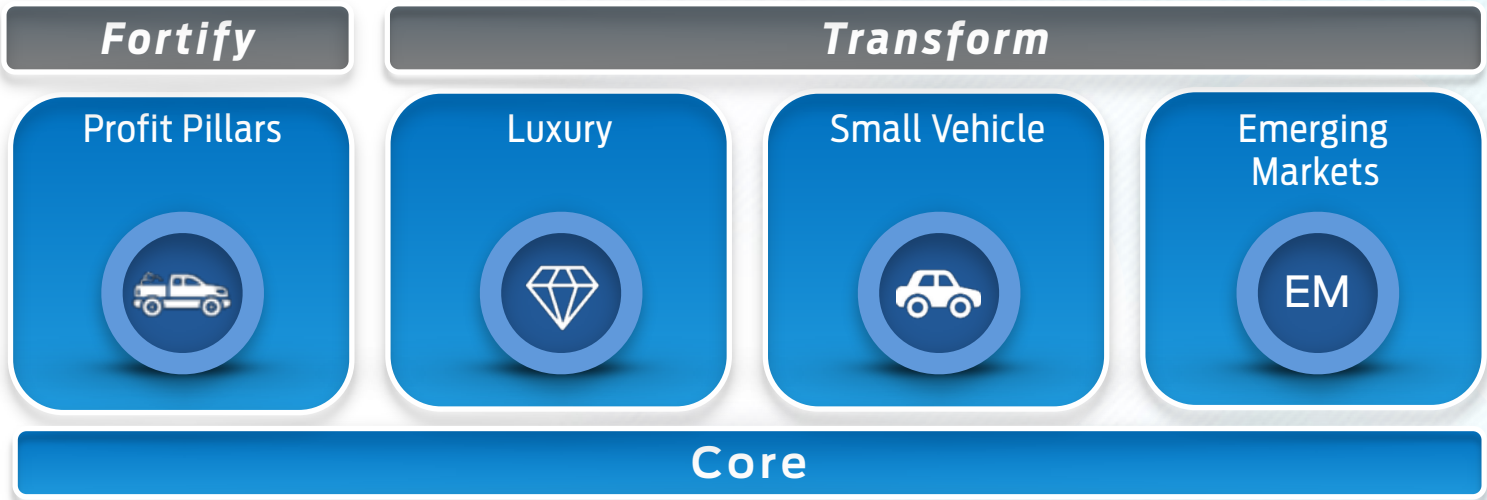 Fortify
Transform
Profit Pillars
Luxury
Small Vehicle
Emerging
Markets
EM
Core